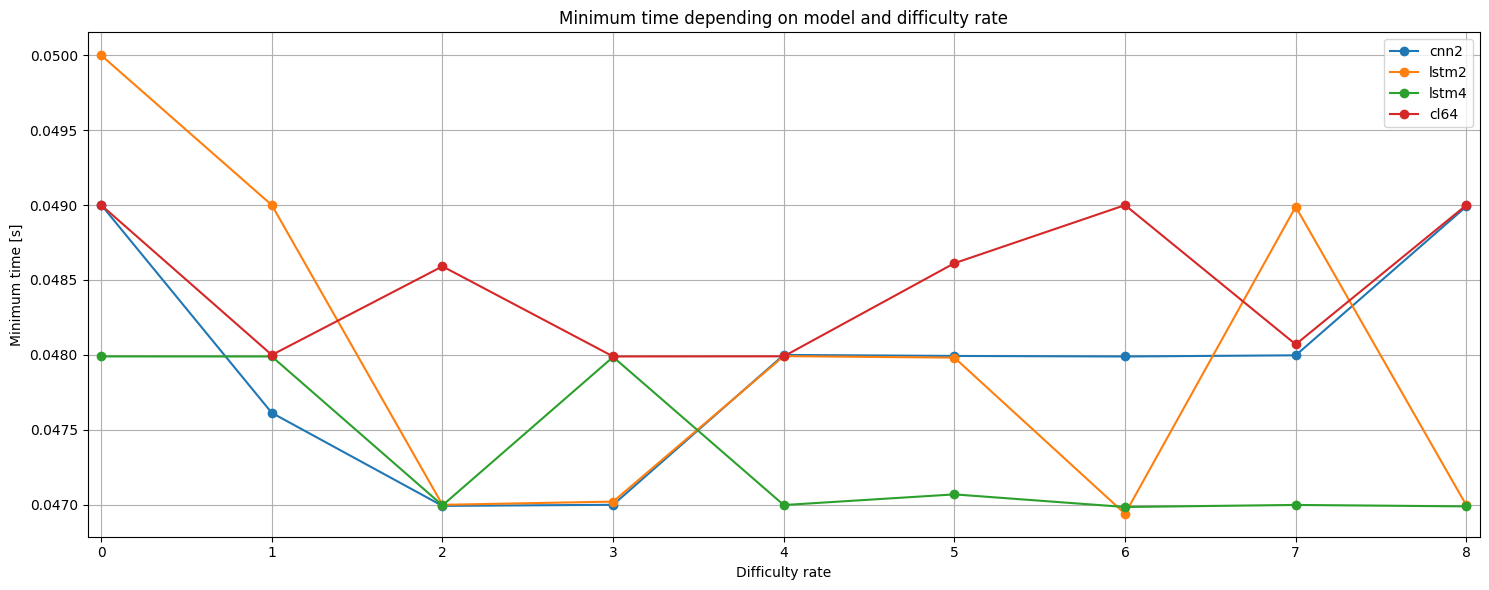 Minimum time depending on model and difficulty rate
cnn2
lstm2
lstm4
cl64
Minimum time [s]
0.0500
0.0495
0.0490
0.0485
0.0480
0.0475
0.0470
0 1 2 3 4 5 6 7 8
Difficulty rate